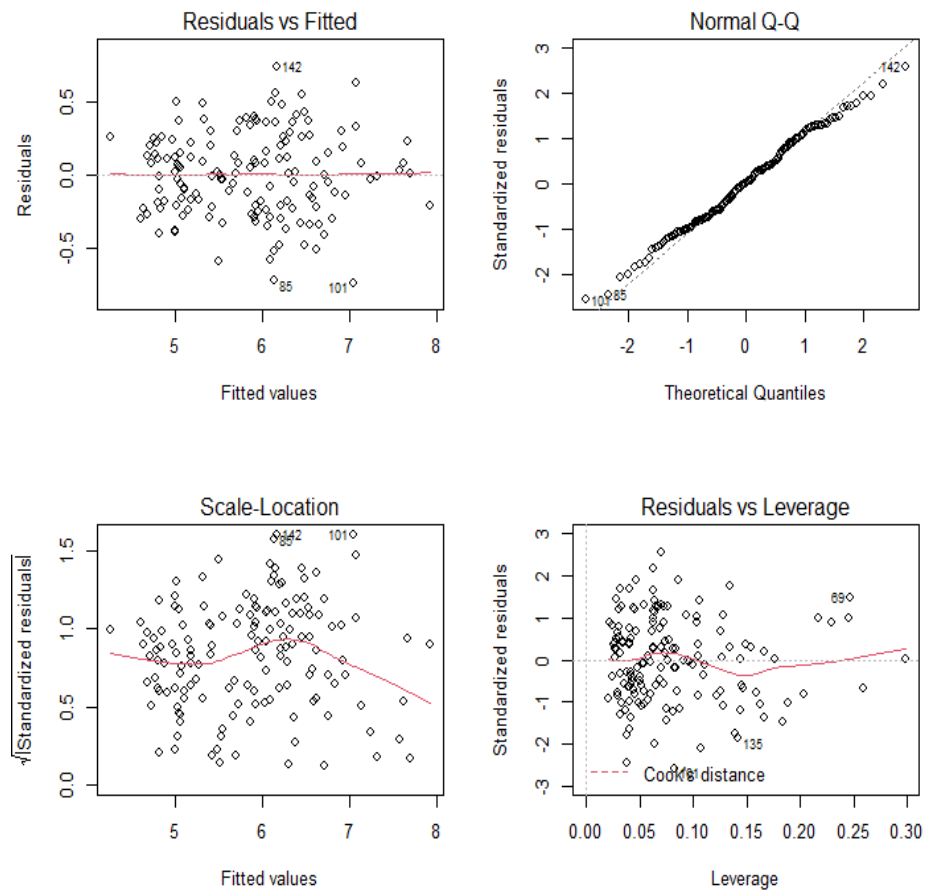 Residuals vs Fitted
Residuals
0.5
0.0
-0.5
142
85
101
5 6 7 8
Fitted values
Normal Q-Q
Standardized residuals
3
2
1
0
-1
-2
142
101
85
-2 -1 0 1 2
Theoretical Quantiles
Scale-Location
√|Standardized residuals|
1.5
1.0
0.5
0.0
142
85
101
5 6 7 8
Fitted values
Residuals vs Leverage
Standardized residuals
3
2
1
0
-1
-2
-3
69
135
101
Cook's distance
0.00 0.05 0.10 0.15 0.20 0.25 0.30
Leverage